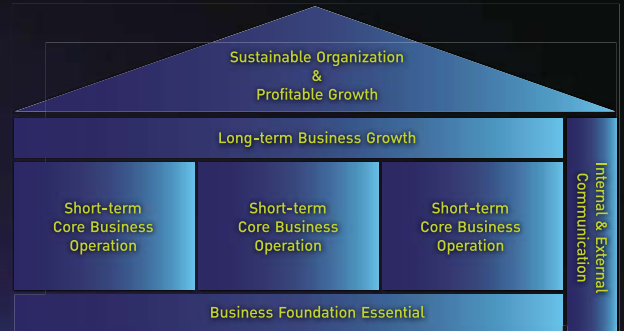 Sustainable Organization
&
Profitable Growth
Long-term Business Growth
Short-term
Core Business
Operation
Short-term
Core Business
Operation
Short-term
Core Business
Operation
Internal & External
Communication
Business Foundation Essential